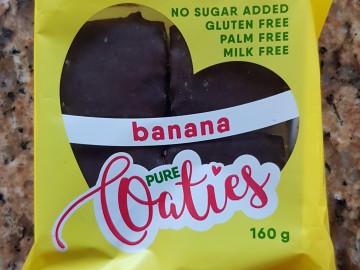 NO SUGAR ADDED
GLUTEN FREE
PALM FREE
MILK FREE
banana
PURE
Oaties
160 g